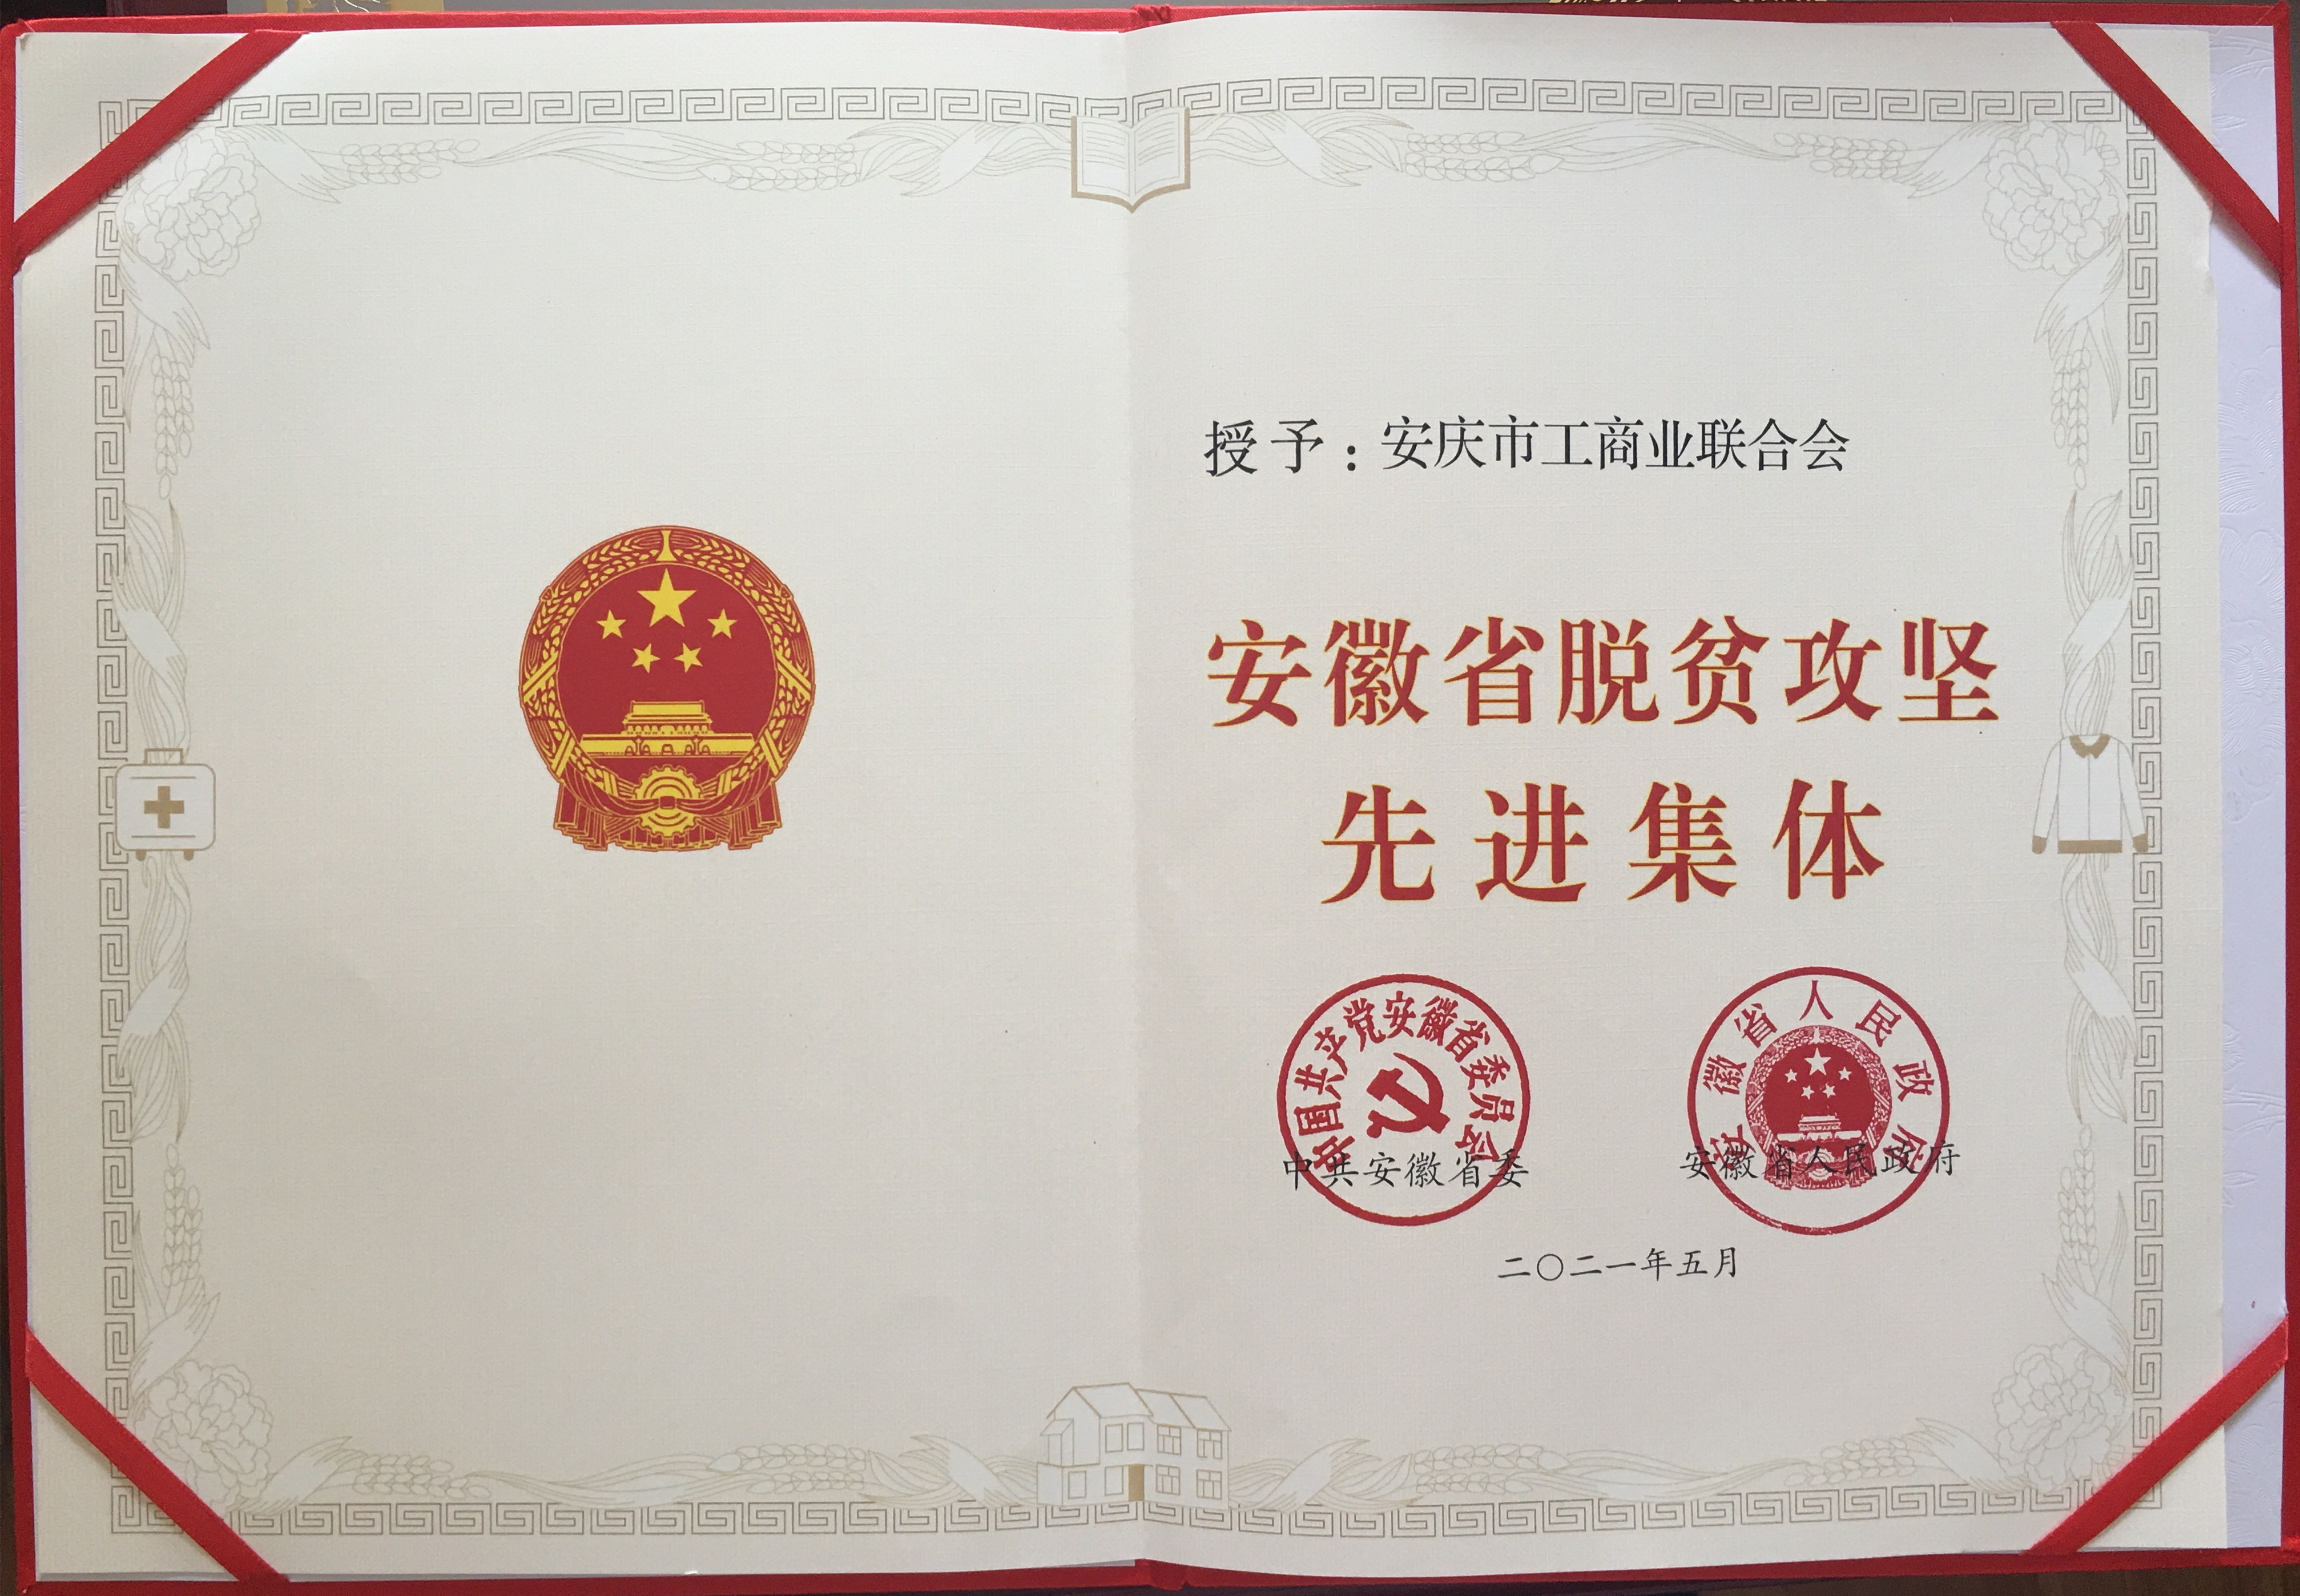 授予：安庆市工商业联合会
安徽省脱贫攻坚
先进集体
中国共产党安徽省委员会
安徽省人民政府
中共安徽省委
安徽省人民政府
二〇二一年五月